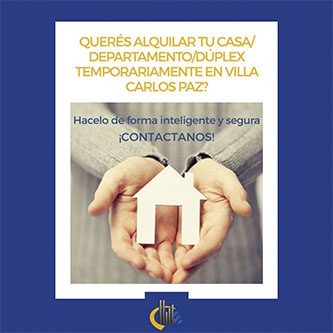 QUERÉS ALQUILAR TU CASA/
DEPARTAMENTO/DÚPLEX
TEMPORARIAMENTE EN VILLA
CARLOS PAZ?
Hacelo de forma inteligente y segura
¡CONTACTANOS!